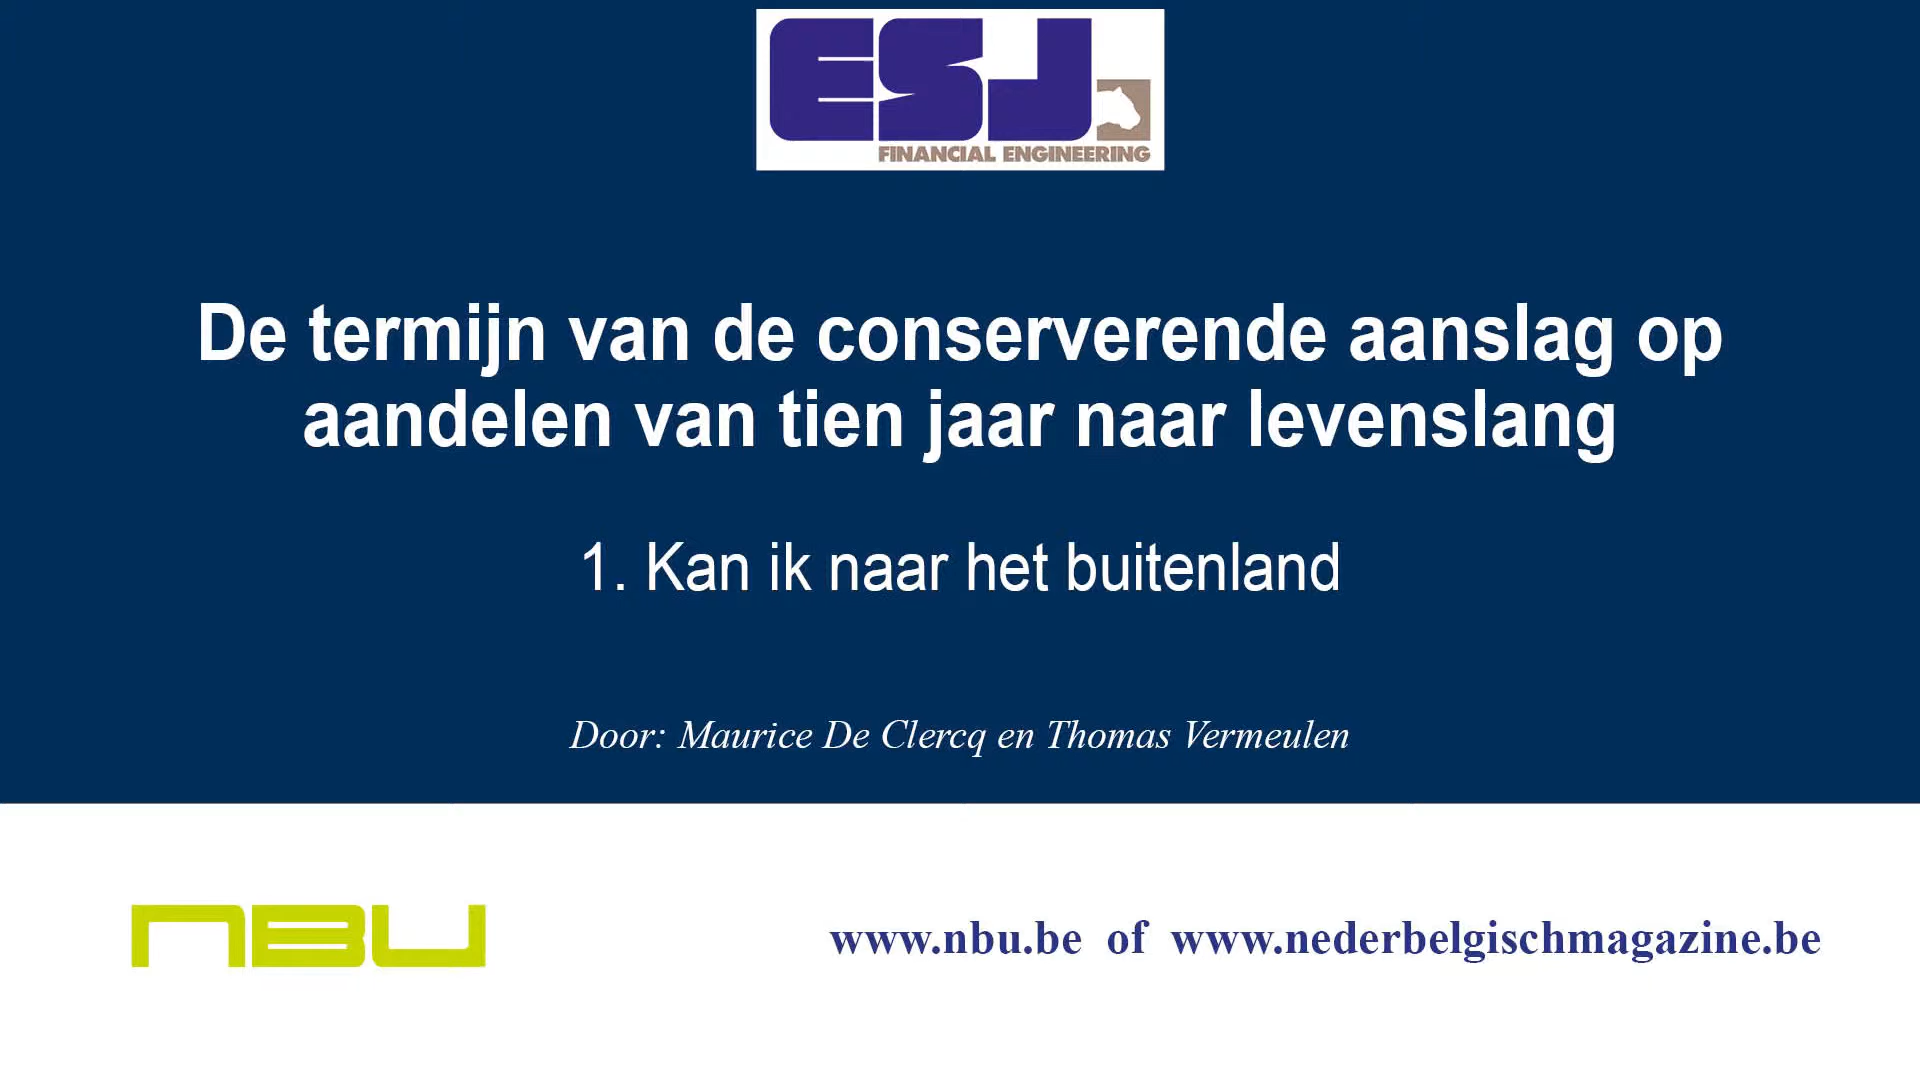 ESJ
FINANCIAL ENGINEERING
De termijn van de conserverende aanslag op
aandelen van tien jaar naar levenslang
1. Kan ik naar het buitenland
Door: Maurice De Clercq en Thomas Vermeulen
NBU
www.nbu.be of www.nederbelgischmagazine.be